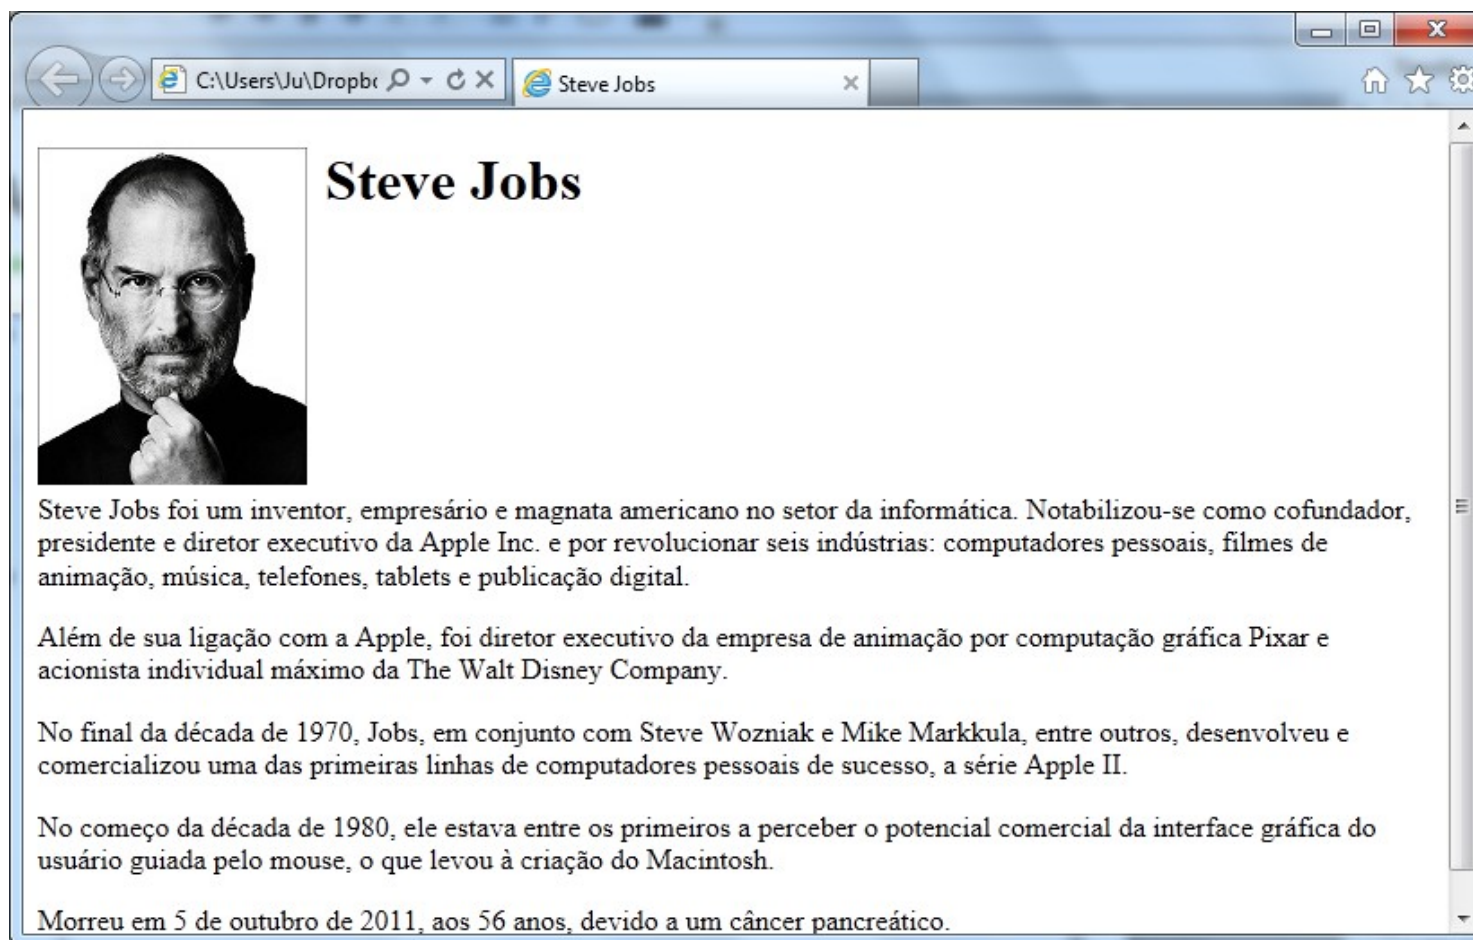 C:\Users\Ju\Dropbo
Steve Jobs
Steve Jobs
Steve Jobs foi um inventor, empresário e magnata americano no setor da informática. Notabilizou-se como cofundador,
presidente e diretor executivo da Apple Inc. e por revolucionar seis indústrias: computadores pessoais, filmes de
animação, música, telefones, tablets e publicação digital.
Além de sua ligação com a Apple, foi diretor executivo da empresa de animação por computação gráfica Pixar e
acionista individual máximo da The Walt Disney Company.
No final da década de 1970, Jobs, em conjunto com Steve Wozniak e Mike Markkula, entre outros, desenvolveu e
comercializou uma das primeiras linhas de computadores pessoais de sucesso, a série Apple II.
No começo da década de 1980, ele estava entre os primeiros a perceber o potencial comercial da interface gráfica do
usuário guiada pelo mouse, o que levou à criação do Macintosh.
Morreu em 5 de outubro de 2011, aos 56 anos, devido a um câncer pancreático.